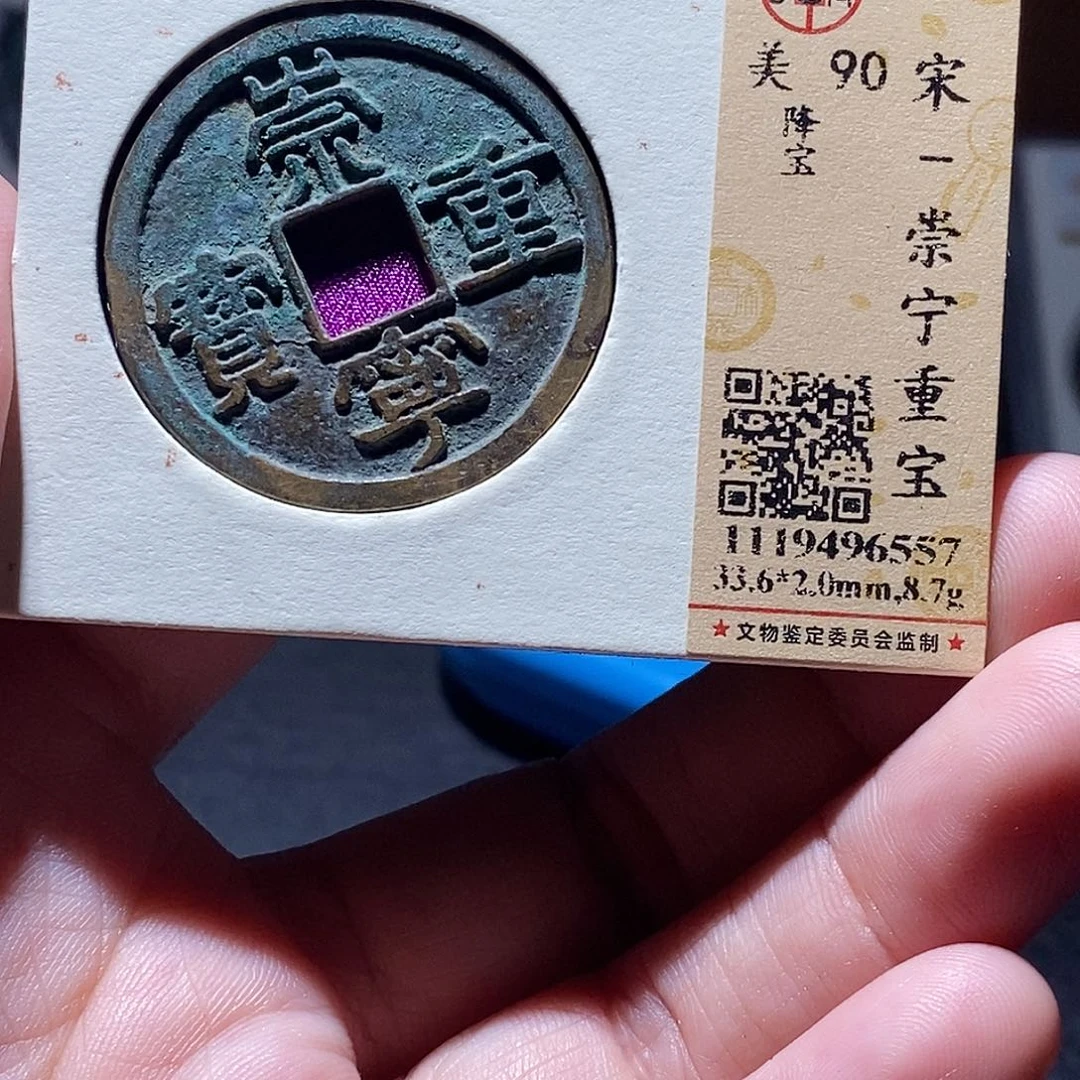 崇
重
寧
寶
美 90
降宝
宋一崇宁重宝
1119496557
33.6*2.0mm,8.7g
★文物鉴定委员会监制★